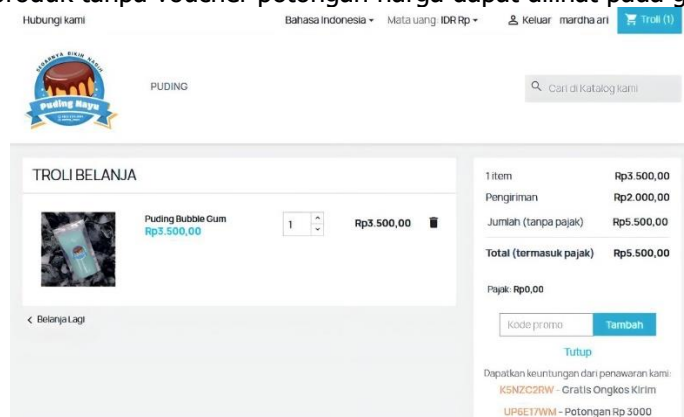 produk tanpa voucher potongan harga dapat dilihat pada g
Hubungi kami Bahasa Indonesia Mata uang: IDR Rp Keluar mardha ari Troli (1)
SEGARNYA BIKIN NAGIH
Puding Nayu
PUDING
Cari di Katalog kami
TROLI BELANJA
Puding Bubble Gum
Rp3.500,00
1
Rp3.500,00
Belanja Lagi
1 item Rp3.500,00
Pengiriman Rp2.000,00
Jumlah (tanpa pajak) Rp5.500,00
Total (termasuk pajak) Rp5.500,00
Pajak: Rp0,00
Kode promo Tambah
Tutup
Dapatkan keuntungan dari penawaran kami:
K5NZC2RW - Gratis Ongkos Kirim
UP6E17WM - Potongan Rp 3000